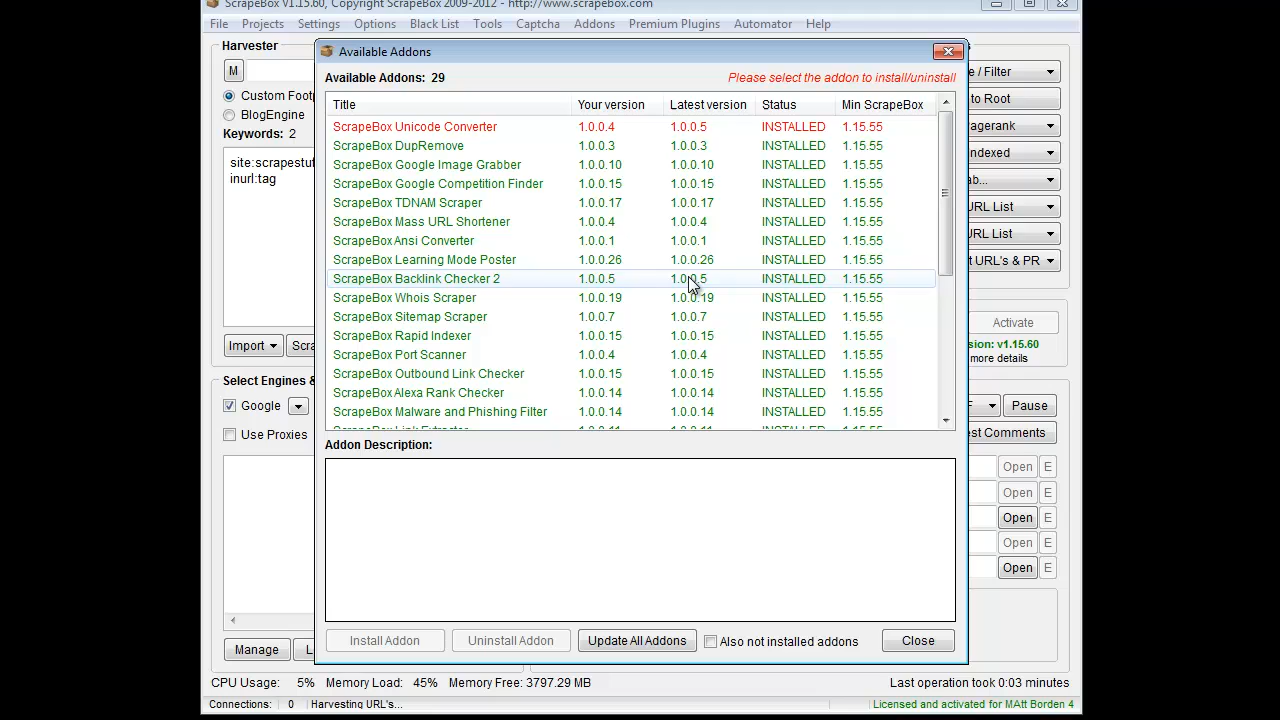 ScrapeBox V1.15.60, Copyright ScrapeBox 2009-2012 - http://www.scrapebox.com
File Projects Settings Options Black List Tools Captcha Addons Premium Plugins Automator Help
Harvester
M
Custom Footp
BlogEngine
Keywords: 2
site:scrapestuf
inurl:tag
Import
Scra
Select Engines &
Google
Use Proxies
Manage
L
Available Addons
Available Addons: 29
Please select the addon to install/uninstall
Title Your version Latest version Status Min ScrapeBox
ScrapeBox Unicode Converter 1.0.0.4 1.0.0.5 INSTALLED 1.15.55
ScrapeBox DupRemove 1.0.0.3 1.0.0.3 INSTALLED 1.15.55
ScrapeBox Google Image Grabber 1.0.0.10 1.0.0.10 INSTALLED 1.15.55
ScrapeBox Google Competition Finder 1.0.0.15 1.0.0.15 INSTALLED 1.15.55
ScrapeBox TDNAM Scraper 1.0.0.17 1.0.0.17 INSTALLED 1.15.55
ScrapeBox Mass URL Shortener 1.0.0.4 1.0.0.4 INSTALLED 1.15.55
ScrapeBox Ansi Converter 1.0.0.1 1.0.0.1 INSTALLED 1.15.55
ScrapeBox Learning Mode Poster 1.0.0.26 1.0.0.26 INSTALLED 1.15.55
ScrapeBox Backlink Checker 2 1.0.0.5 1.0.0.5 INSTALLED 1.15.55
ScrapeBox Whois Scraper 1.0.0.19 1.0.0.19 INSTALLED 1.15.55
ScrapeBox Sitemap Scraper 1.0.0.7 1.0.0.7 INSTALLED 1.15.55
ScrapeBox Rapid Indexer 1.0.0.15 1.0.0.15 INSTALLED 1.15.55
ScrapeBox Port Scanner 1.0.0.4 1.0.0.4 INSTALLED 1.15.55
ScrapeBox Outbound Link Checker 1.0.0.15 1.0.0.15 INSTALLED 1.15.55
ScrapeBox Alexa Rank Checker 1.0.0.14 1.0.0.14 INSTALLED 1.15.55
ScrapeBox Malware and Phishing Filter 1.0.0.14 1.0.0.14 INSTALLED 1.15.55
Addon Description:
Install Addon Uninstall Addon Update All Addons Also not installed addons Close
e / Filter
to Root
agerank
ndexed
ab...
URL List
URL List
t URL's & PR
Activate
sion: v1.15.60
more details
F Pause
est Comments
Open E
Open E
Open E
Open E
Open E
CPU Usage: 5% Memory Load: 45% Memory Free: 3797.29 MB Last operation took 0:03 minutes
Connections: 0 Harvesting URL's... Licensed and activated for MAtt Borden 4